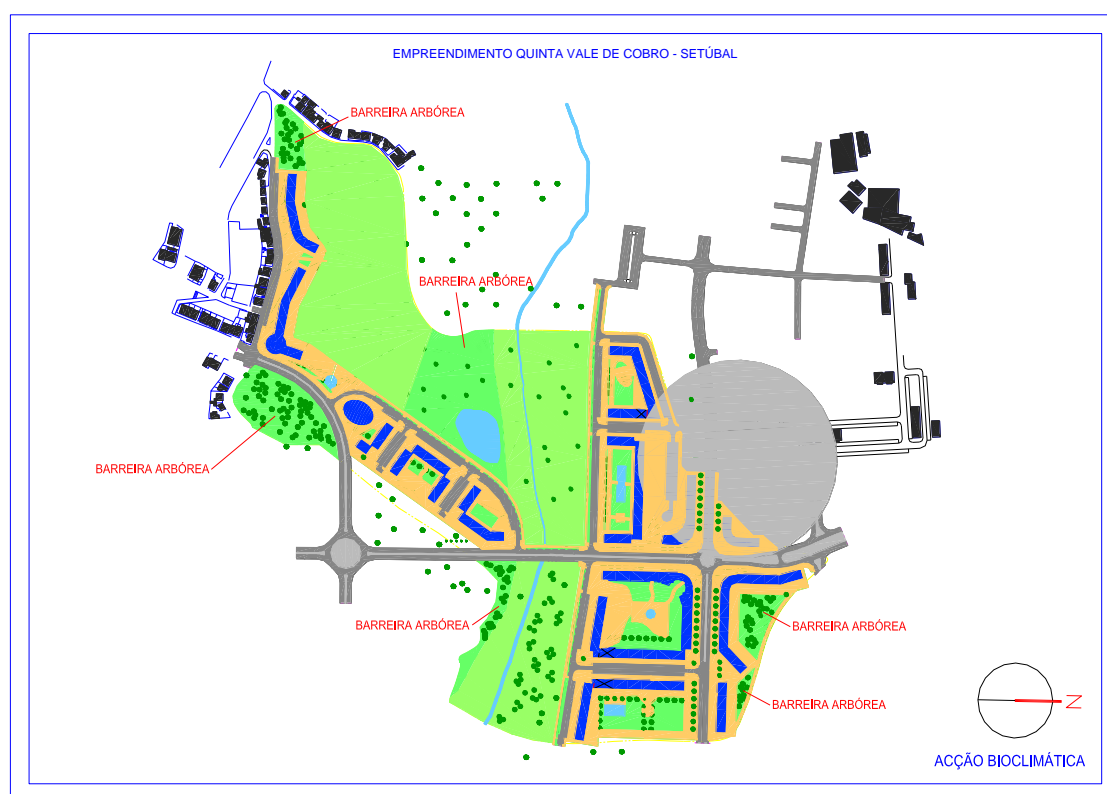 EMPREENDIMENTO QUINTA VALE DE COBRO - SETÚBAL
BARREIRA ARBÓREA
BARREIRA ARBÓREA
BARREIRA ARBÓREA
BARREIRA ARBÓREA
BARREIRA ARBÓREA
BARREIRA ARBÓREA
N
ACÇÃO BIOCLIMÁTICA